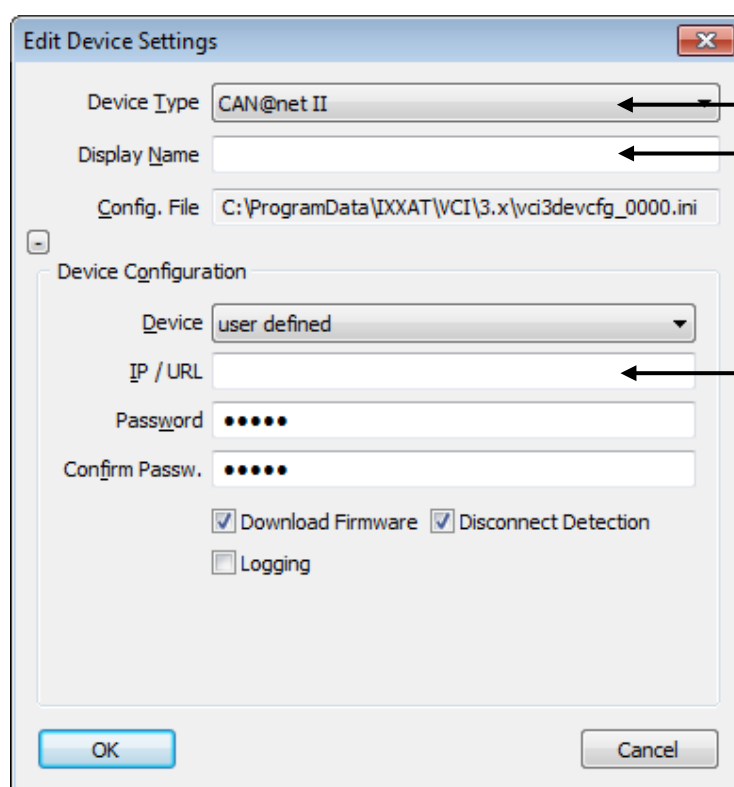 Edit Device Settings
Device Type CAN@net II
Display Name
Config. File C:\ProgramData\IXXAT\VCI\3.x\vci3devcfg_0000.ini
-
Device Configuration
Device user defined
IP / URL
Password •••••
Confirm Passw. •••••
Download Firmware Disconnect Detection
Logging
OK Cancel